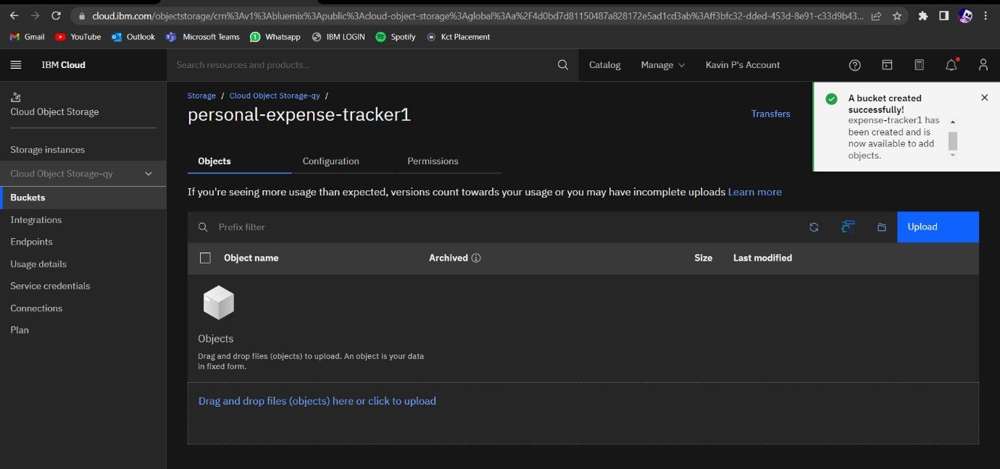 cloud.ibm.com/objectstorage/crn%3Av1%3Abluemix%3Apublic%3Acloud-object-storage%3Aglobal%3Aa%2F4d0bd7d81150487a828172e5ad1cd3ab%3Aff3bfc32-dded-453d-8e91-c33d9b43...
Gmail YouTube Outlook Microsoft Teams Whatsapp IBM LOGIN Spotify Kct Placement
IBM Cloud Search resources and products... Catalog Manage Kavin P's Account
Cloud Object Storage
Storage instances
Cloud Object Storage-qy
Buckets
Integrations
Endpoints
Usage details
Service credentials
Connections
Plan
Storage / Cloud Object Storage-qy /
personal-expense-tracker1
Transfers
A bucket created
successfully!
expense-tracker1 has
been created and is
now available to add
objects.
Objects Configuration Permissions
If you're seeing more usage than expected, versions count towards your usage or you may have incomplete uploads Learn more
Prefix filter Upload
Object name Archived Size Last modified
Objects
Drag and drop files (objects) to upload. An object is your data
in fixed form.
Drag and drop files (objects) here or click to upload